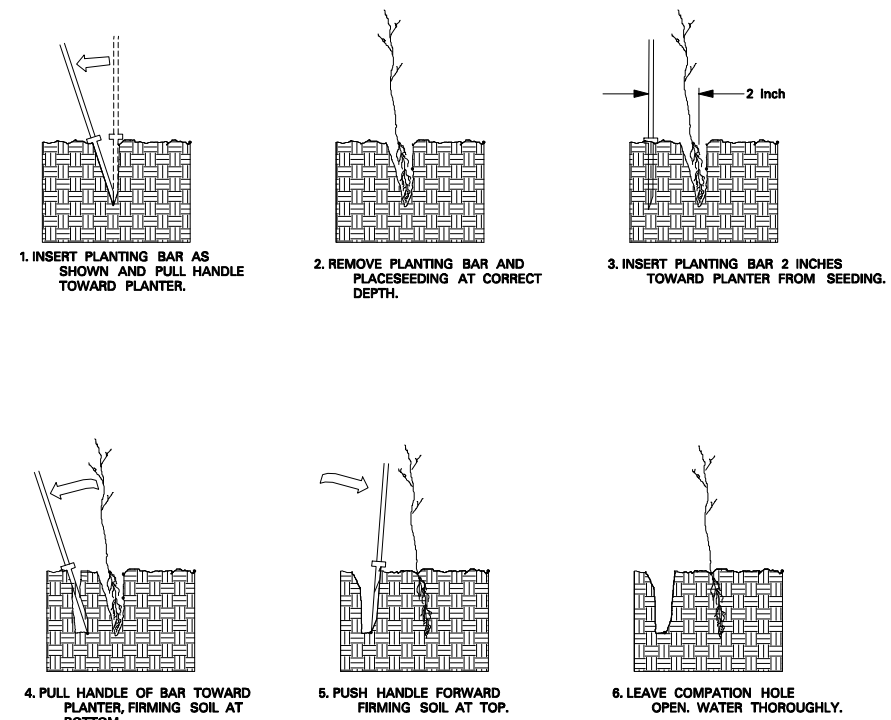 2 Inch
1. INSERT PLANTING BAR AS
SHOWN AND PULL HANDLE
TOWARD PLANTER.
2. REMOVE PLANTING BAR AND
PLACESEEDING AT CORRECT
DEPTH.
3. INSERT PLANTING BAR 2 INCHES
TOWARD PLANTER FROM SEEDING.
4. PULL HANDLE OF BAR TOWARD
PLANTER, FIRMING SOIL AT
BOTTOM
5. PUSH HANDLE FORWARD
FIRMING SOIL AT TOP.
6. LEAVE COMPATION HOLE
OPEN. WATER THOROUGHLY.